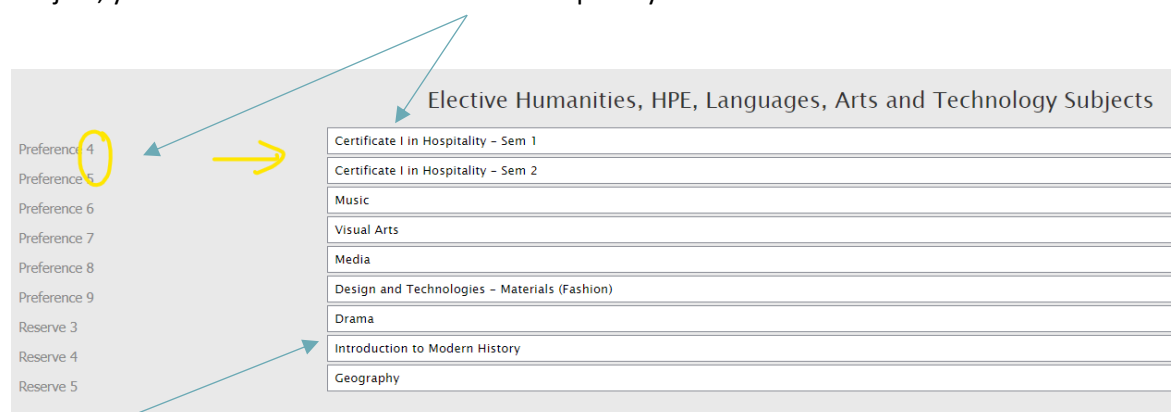 Elective Humanities, HPE, Languages, Arts and Technology Subjects
Preference 4 Certificate I in Hospitality – Sem 1
Preference 5 Certificate I in Hospitality – Sem 2
Preference 6 Music
Preference 7 Visual Arts
Preference 8 Media
Preference 9 Design and Technologies – Materials (Fashion)
Reserve 3 Drama
Reserve 4 Introduction to Modern History
Reserve 5 Geography